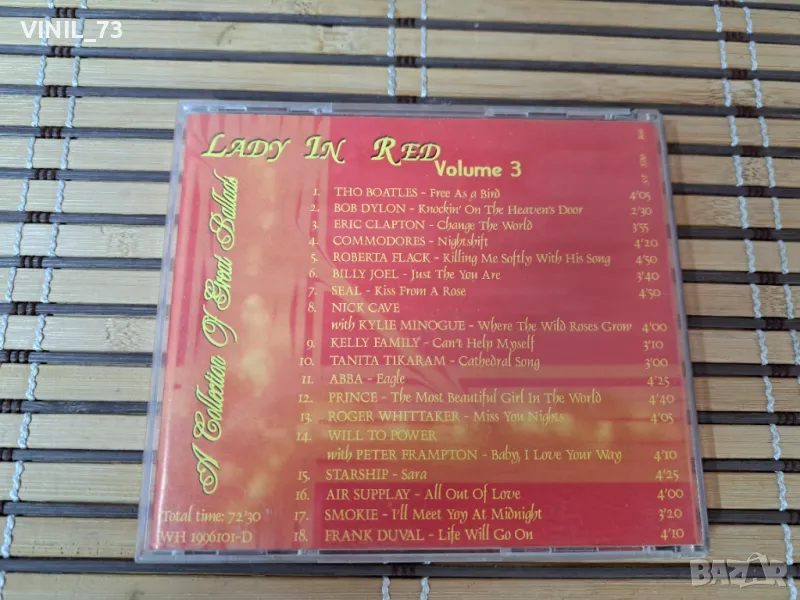 VINIL_73
LADY IN RED
Volume 3
A Collection Of Great Ballads
1. THO BOATLES - Free As a Bird 4'05
2. BOB DYLON - Knockin' On The Heaven's Door 2'30
3. ERIC CLAPTON - Change The World 3'55
4. COMMODORES - Nightshift 4'20
5. ROBERTA FLACK - Killing Me Softly With His Song 4'50
6. BILLY JOEL - Just The You Are 3'40
7. SEAL - Kiss From A Rose 4'50
8. NICK CAVE
with KYLIE MINOGUE - Where The Wild Roses Grow 4'00
9. KELLY FAMILY - Can't Help Myself 3'10
10. TANITA TIKARAM - Cathedral Song 3'00
11. ABBA - Eagle 4'25
12. PRINCE - The Most Beautiful Girl In The World 4'40
13. ROGER WHITTAKER - Miss You Nights 4'05
14. WILL TO POWER
with PETER FRAMPTON - Baby, I Love Your Way 4'10
15. STARSHIP - Sara 4'25
16. AIR SUPPLAY - All Out Of Love 4'00
17. SMOKIE - I'll Meet Yoy At Midnight 3'20
18. FRANK DUVAL - Life Will Go On 4'10
Total time: 72'30
WH 1906101-D
BAZAR